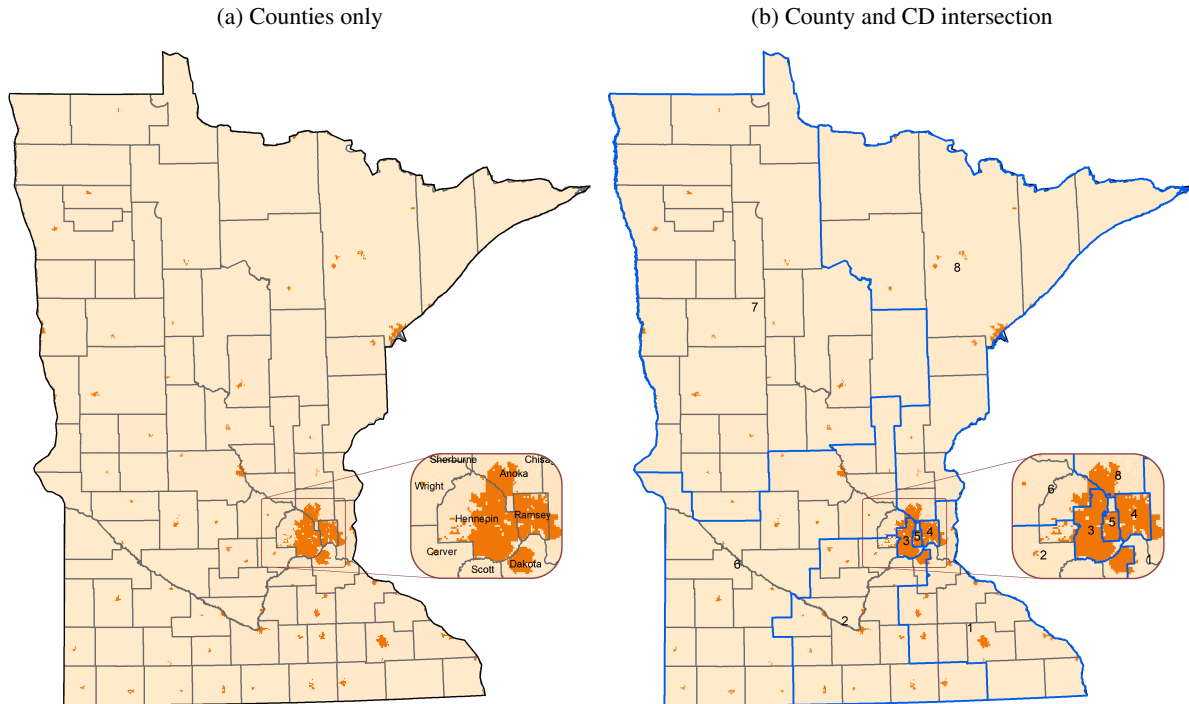 (a) Counties only
(b) County and CD intersection
Sherburne
Chisag
Anoka
Wright
Hennepin
Ramsey
Carver
Scott
Dakota
8
7
6
2
1
3
5
4
8
6
4
5
3
2
1